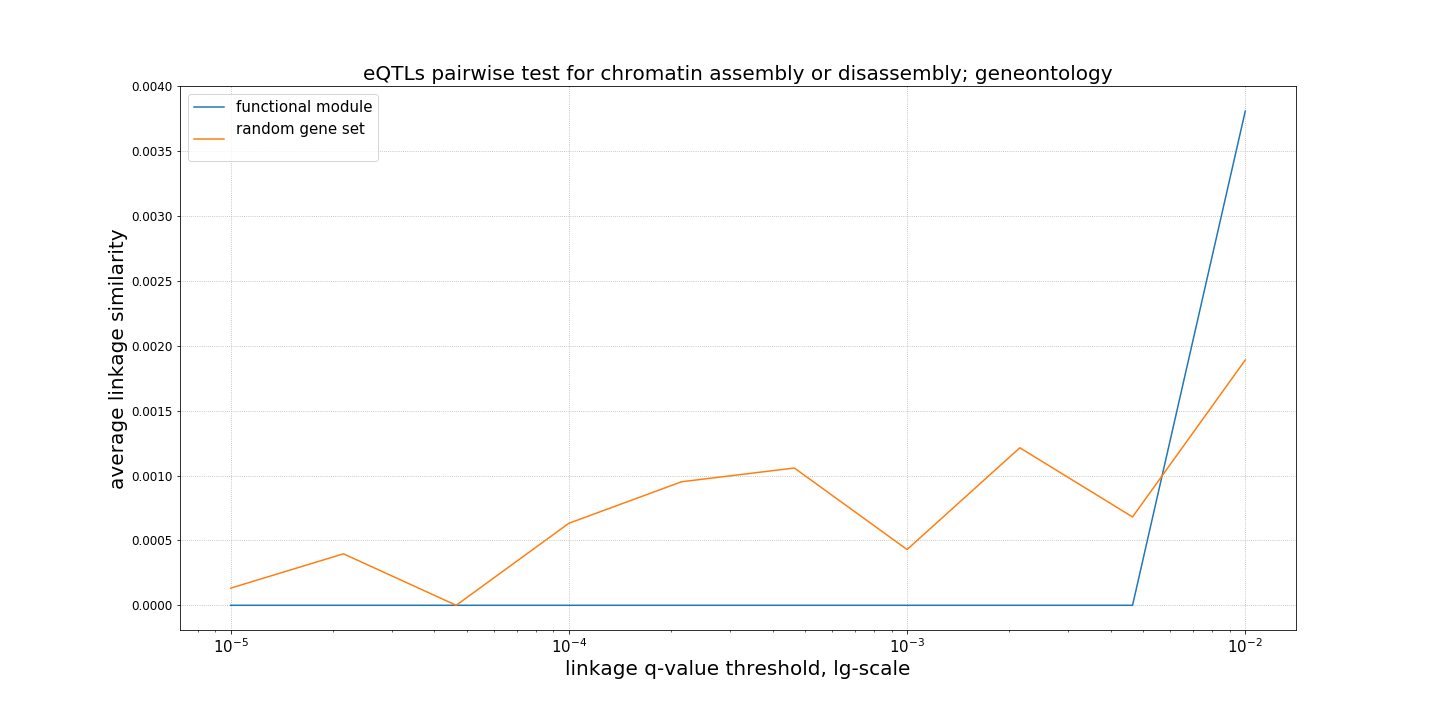 eQTLs pairwise test for chromatin assembly or disassembly; geneontology
functional module
random gene set
average linkage similarity
0.0040
0.0035
0.0030
0.0025
0.0020
0.0015
0.0010
0.0005
0.0000
10⁻⁵ 10⁻⁴ 10⁻³ 10⁻²
linkage q-value threshold, lg-scale